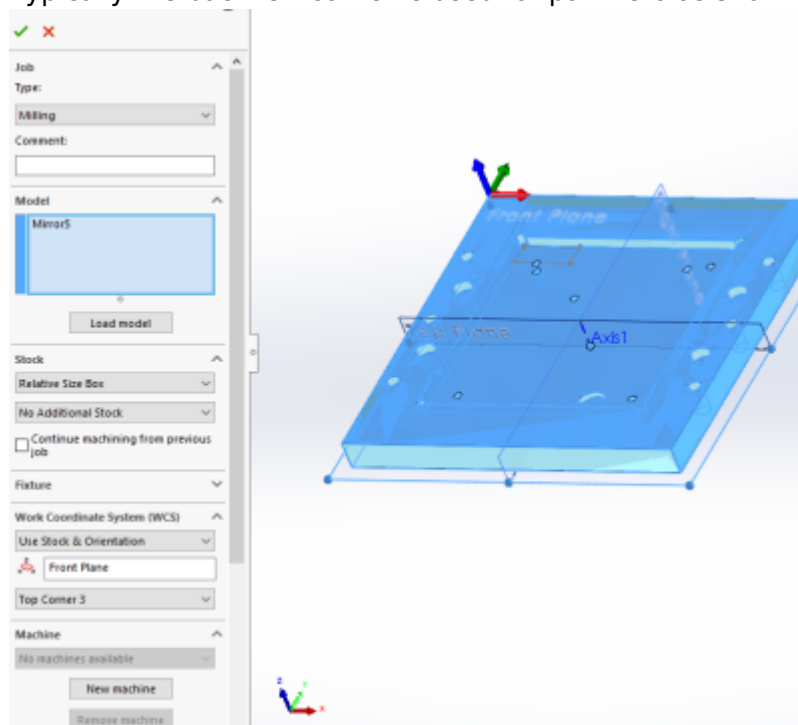 Job
Type:
Milling
Comment:
Model
Mirror5
Load model
Stock
Relative Size Box
No Additional Stock
Continue machining from previous
job
Fixture
Work Coordinate System (WCS)
Use Stock & Orientation
Front Plane
Top Corner 3
Machine
No machines available
New machine
Remove machine
Front Plane
Top Plane
Axis1
Z
Y
X